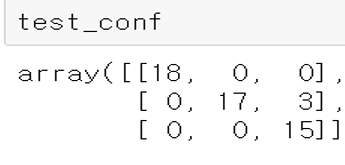 test_conf
array([[18,  0,  0],
       [ 0, 17,  3],
       [ 0,  0, 15]]